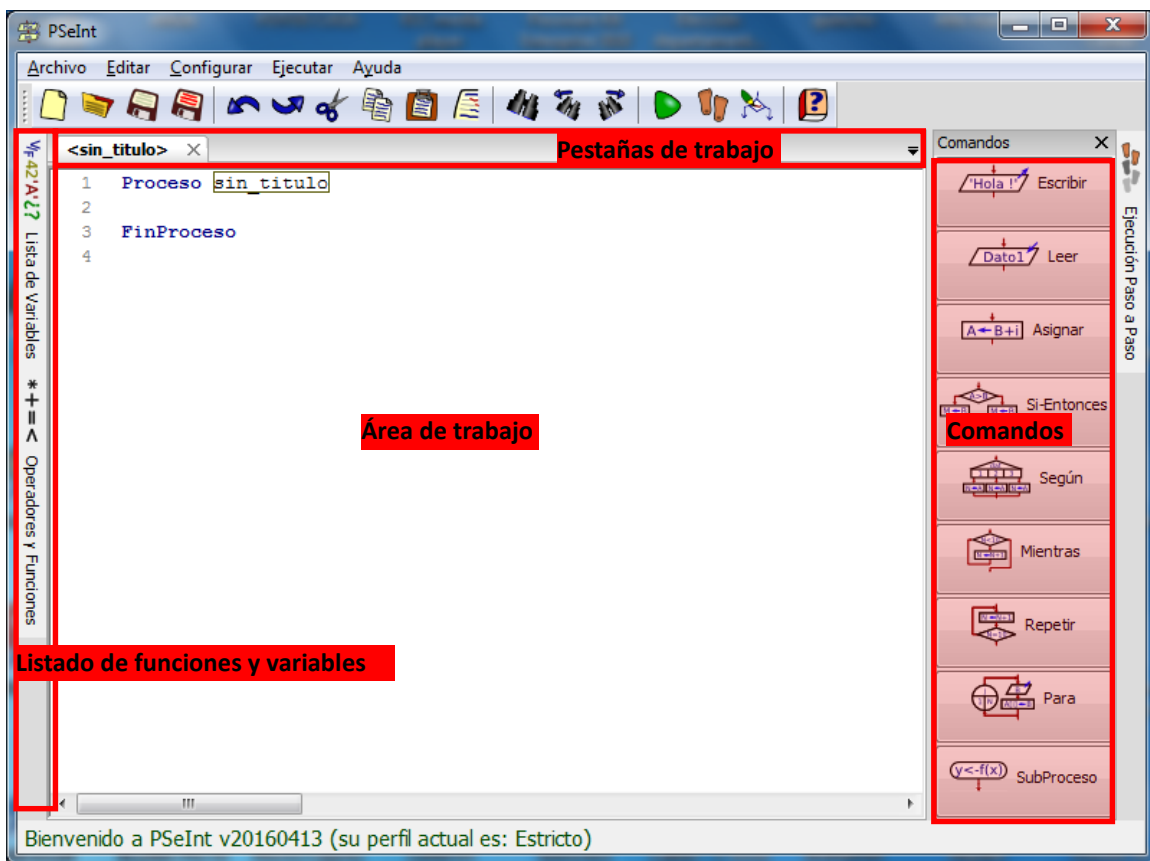 PSeInt
Archivo Editar Configurar Ejecutar Ayuda
<sin_titulo>
Pestañas de trabajo
Comandos
1 Proceso sin_titulo
2
3 FinProceso
4
42'A'¿? Lista de Variables
*+=< Operadores y Funciones
Área de trabajo
Listado de funciones y variables
'Hola !' Escribir
Dato1 Leer
A←B+i Asignar
A>B Si-Entonces
Comandos
Según
Mientras
Repetir
Para
y<-f(x) SubProceso
Ejecución Paso a Paso
Bienvenido a PSeInt v20160413 (su perfil actual es: Estricto)